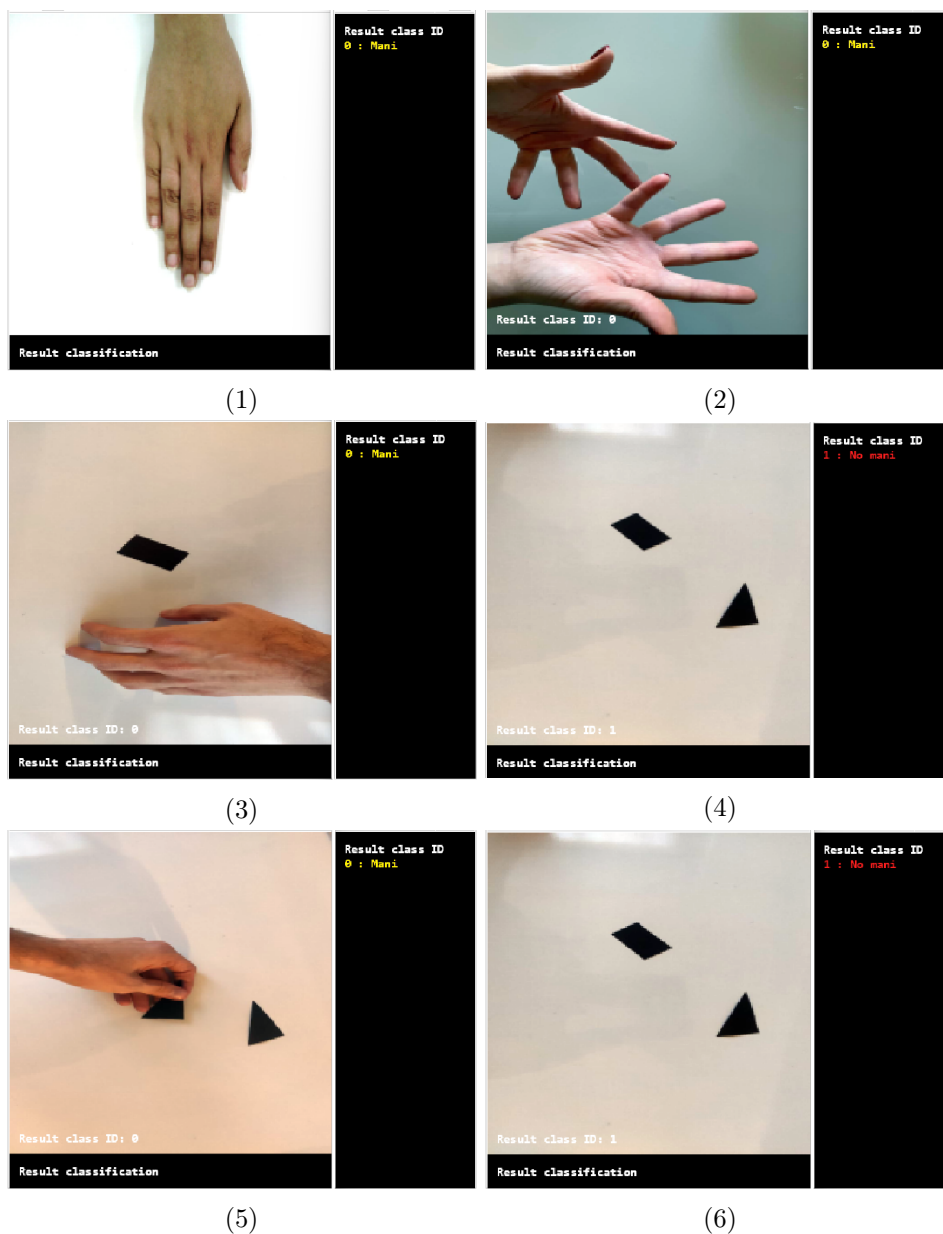 Result class ID
0 : Mani
Result classification
(1)
Result class ID
0 : Mani
Result class ID: 0
Result classification
(2)
Result class ID
0 : Mani
Result class ID: 0
Result classification
(3)
Result class ID
1 : No mani
Result class ID: 1
Result classification
(4)
Result class ID
0 : Mani
Result class ID: 0
Result classification
(5)
Result class ID
1 : No mani
Result class ID: 1
Result classification
(6)